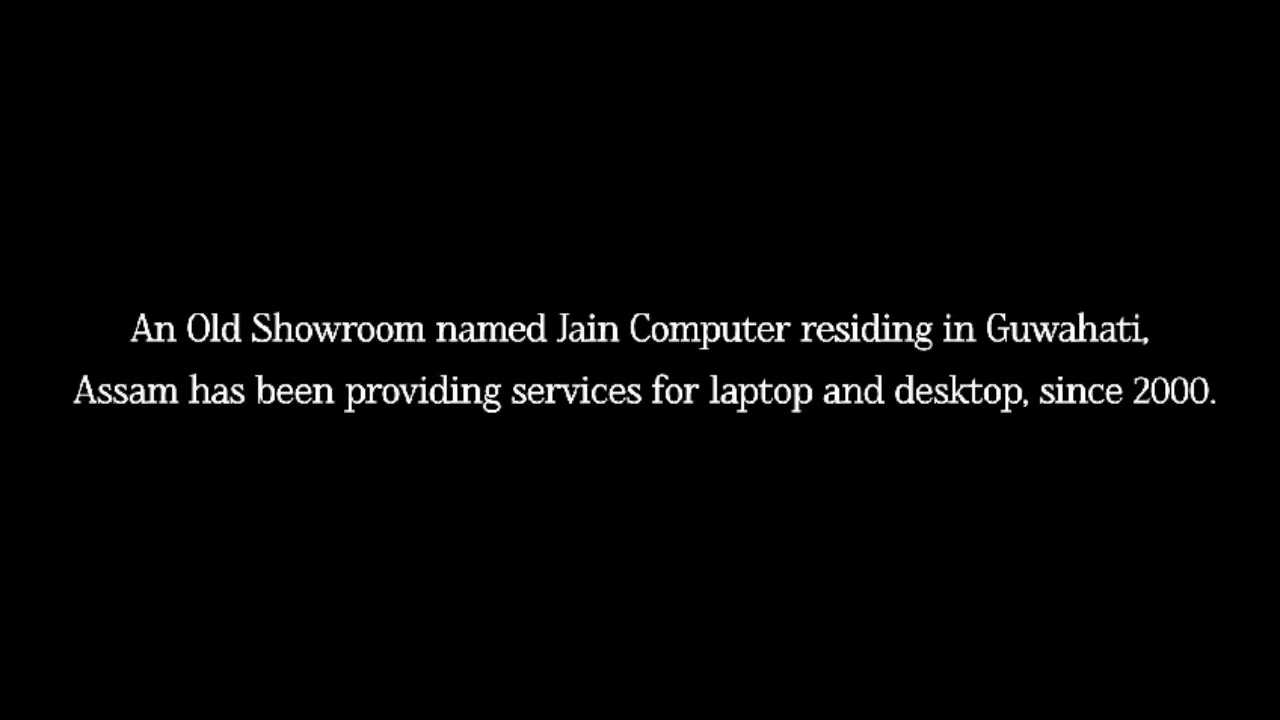 An Old Showroom named Jain Computer residing in Guwahati,
Assam has been providing services for laptop and desktop, since 2000.